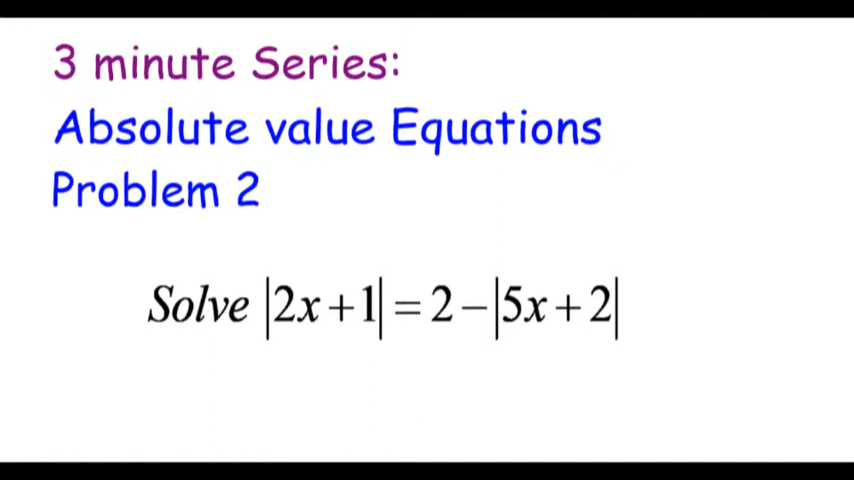 3 minute Series:
Absolute value Equations
Problem 2
Solve |2x+1| = 2-|5x+2|